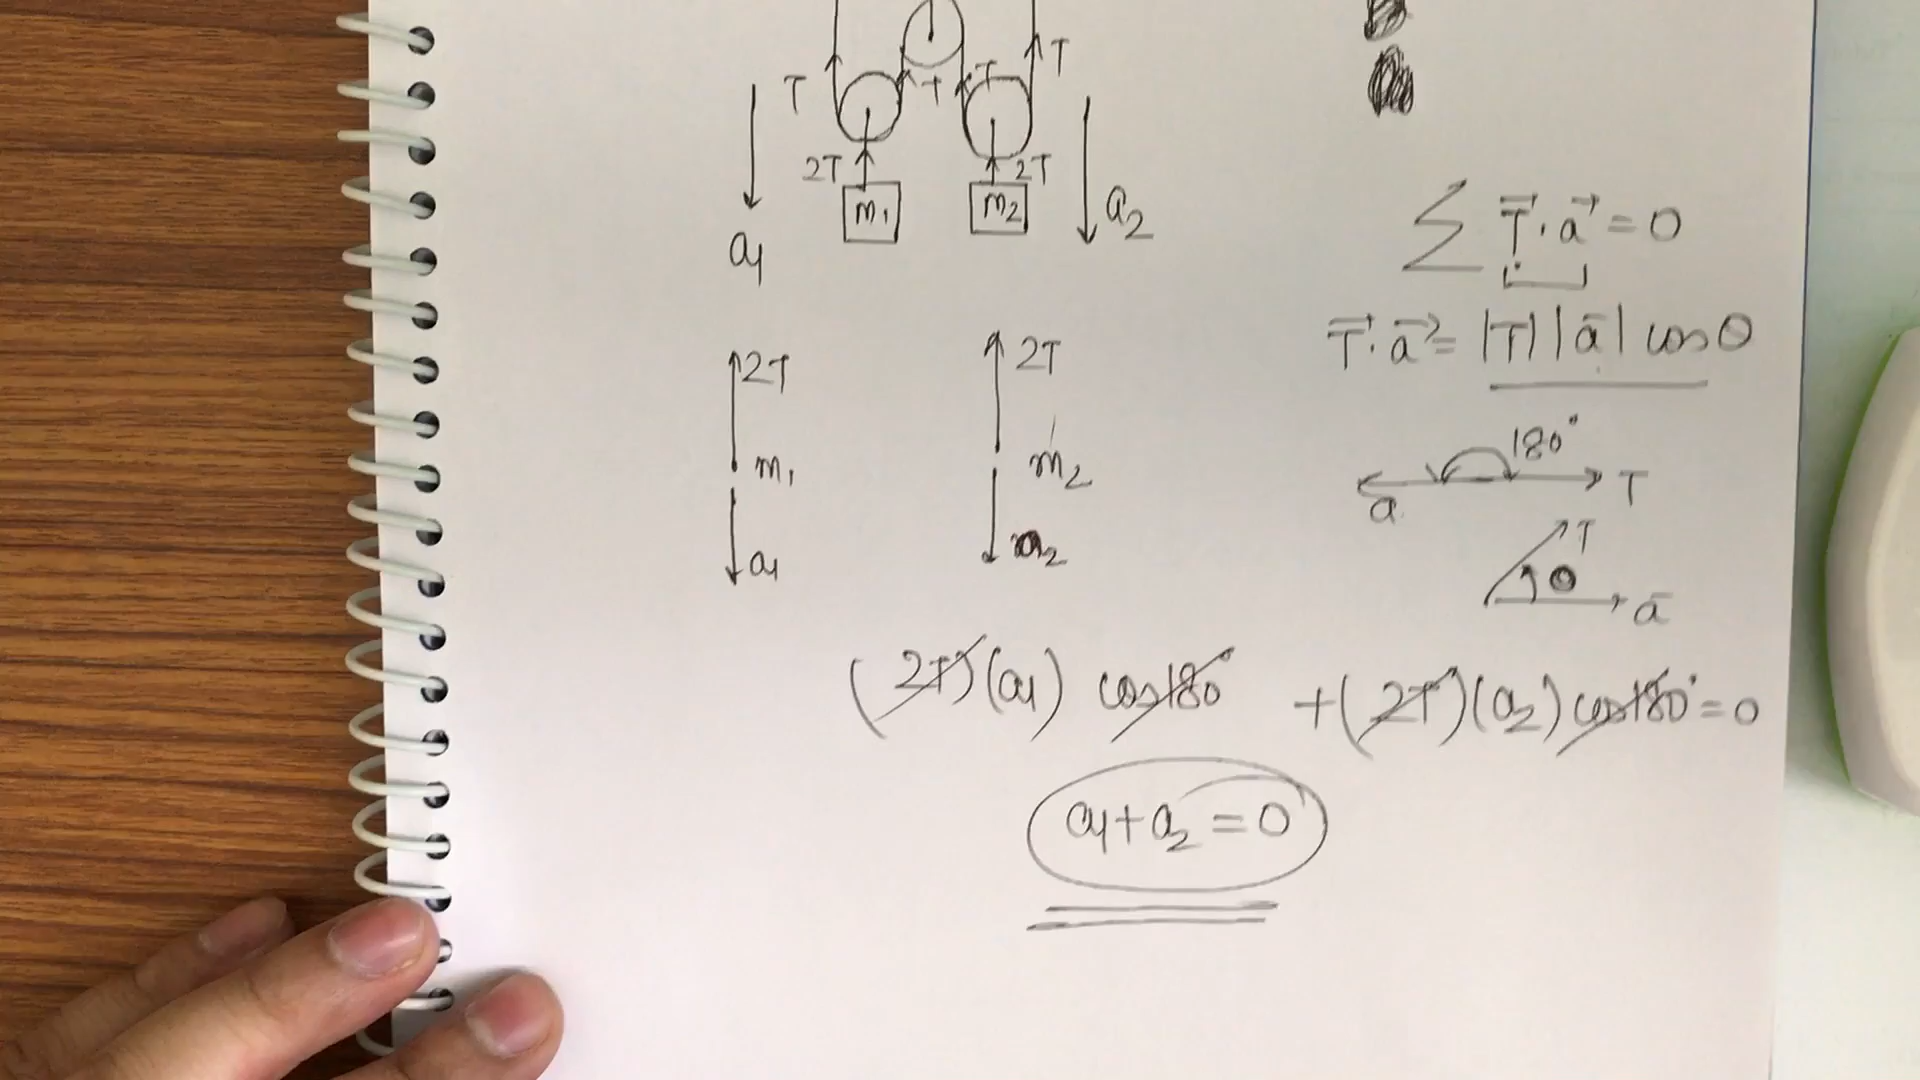 T T T T
2T 2T
m₁ m₂
a₁ a₂
∑ T⃗·a⃗ = 0
T⃗·a⃗ = |T||ā| cosθ
2T 2T
m₁ m₂
a₁ a₂
180°
a T
T
θ
ā
(2T)(a₁) cos180° + (2T)(a₂) cos180° = 0
a₁ + a₂ = 0